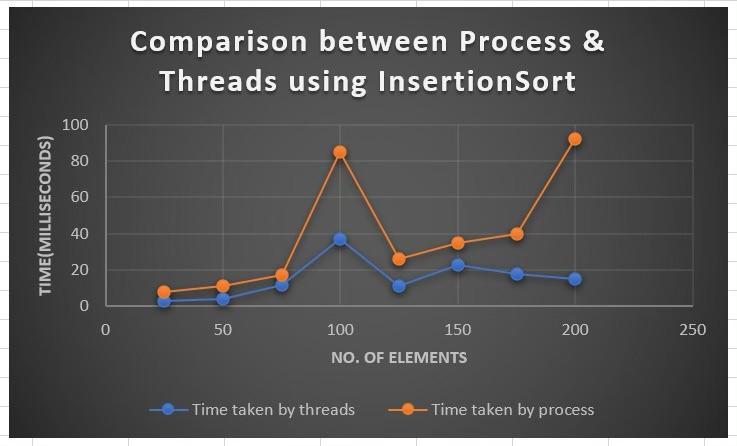 Comparison between Process &
Threads using InsertionSort
TIME(MILLISECONDS)
100
80
60
40
20
0
0 50 100 150 200 250
NO. OF ELEMENTS
Time taken by threads Time taken by process